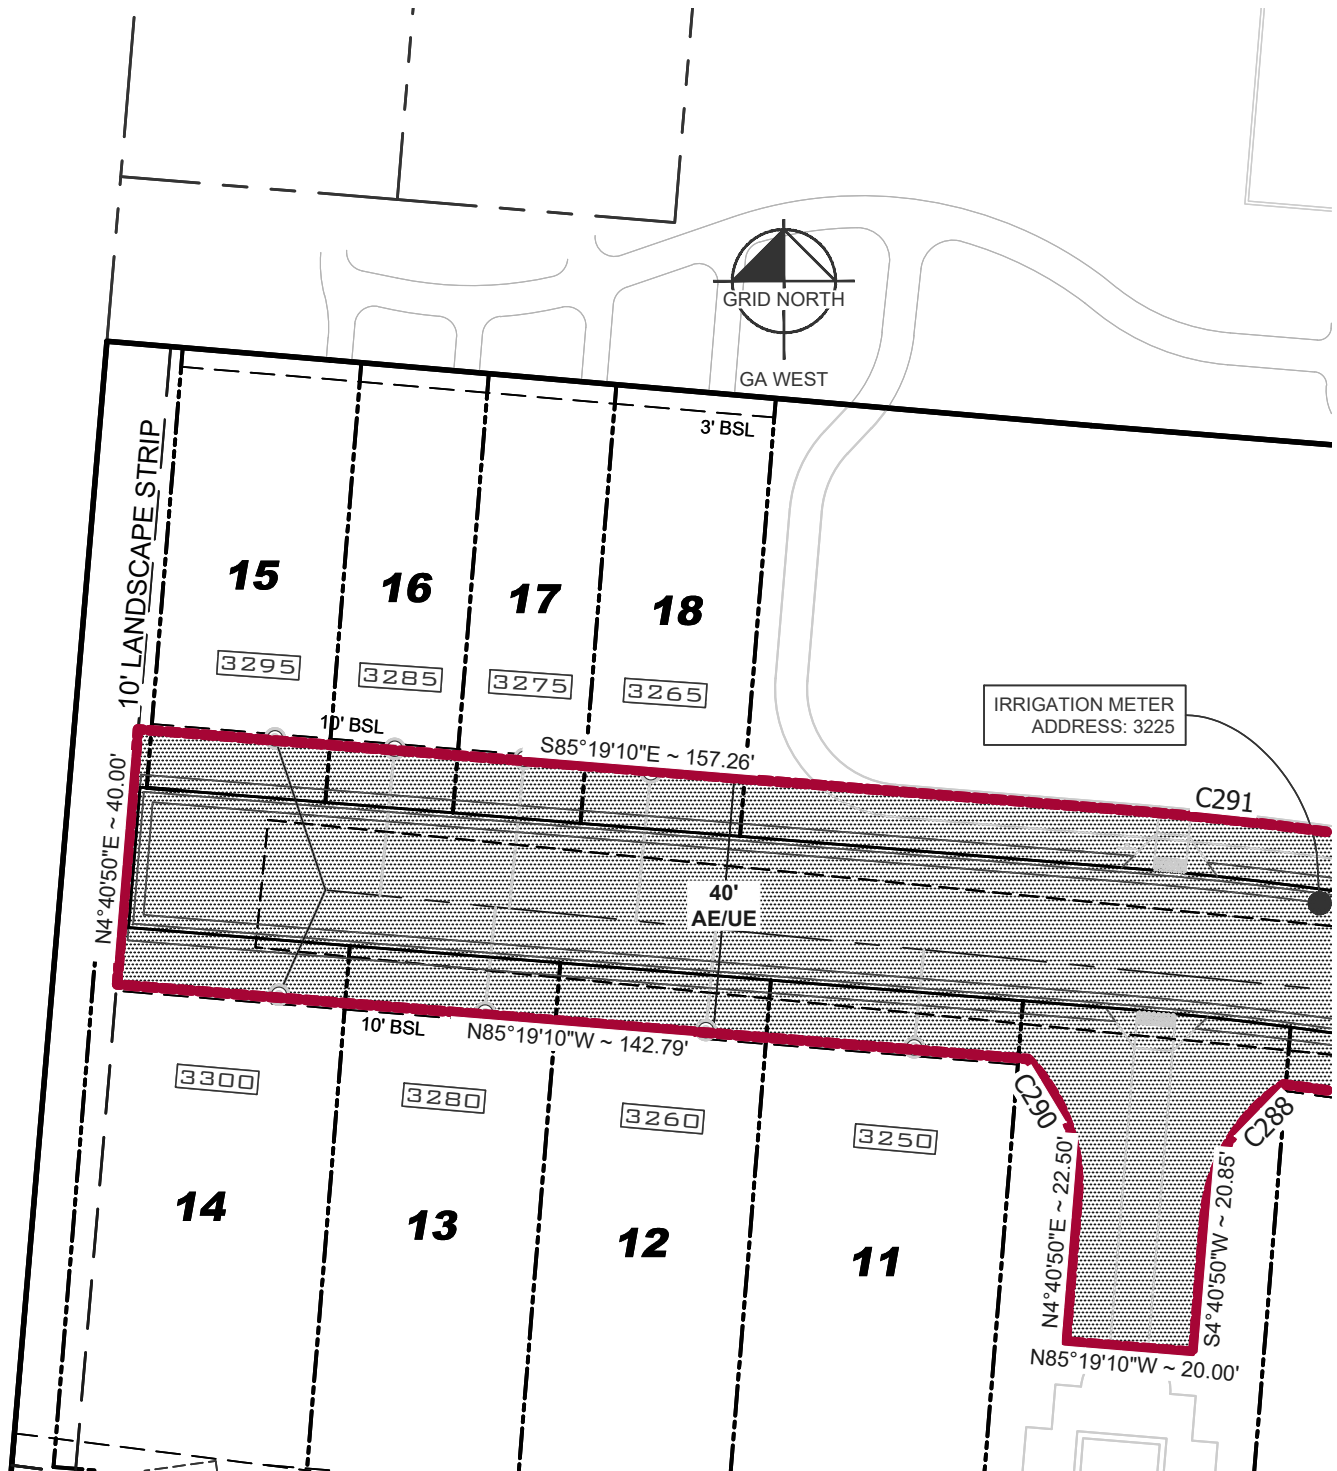 GRID NORTH
GA WEST
3' BSL
10' LANDSCAPE STRIP
15
16
17
18
3295
3285
3275
3265
IRRIGATION METER
ADDRESS: 3225
10' BSL
S85°19'10"E ~ 157.26'
C291
N4°40'50"E ~ 40.00'
40'
AE/UE
10' BSL
N85°19'10"W ~ 142.79'
C290
C288
3300
3280
3260
3250
N4°40'50"E ~ 22.50'
S4°40'50"W ~ 20.85'
14
13
12
11
N85°19'10"W ~ 20.00'